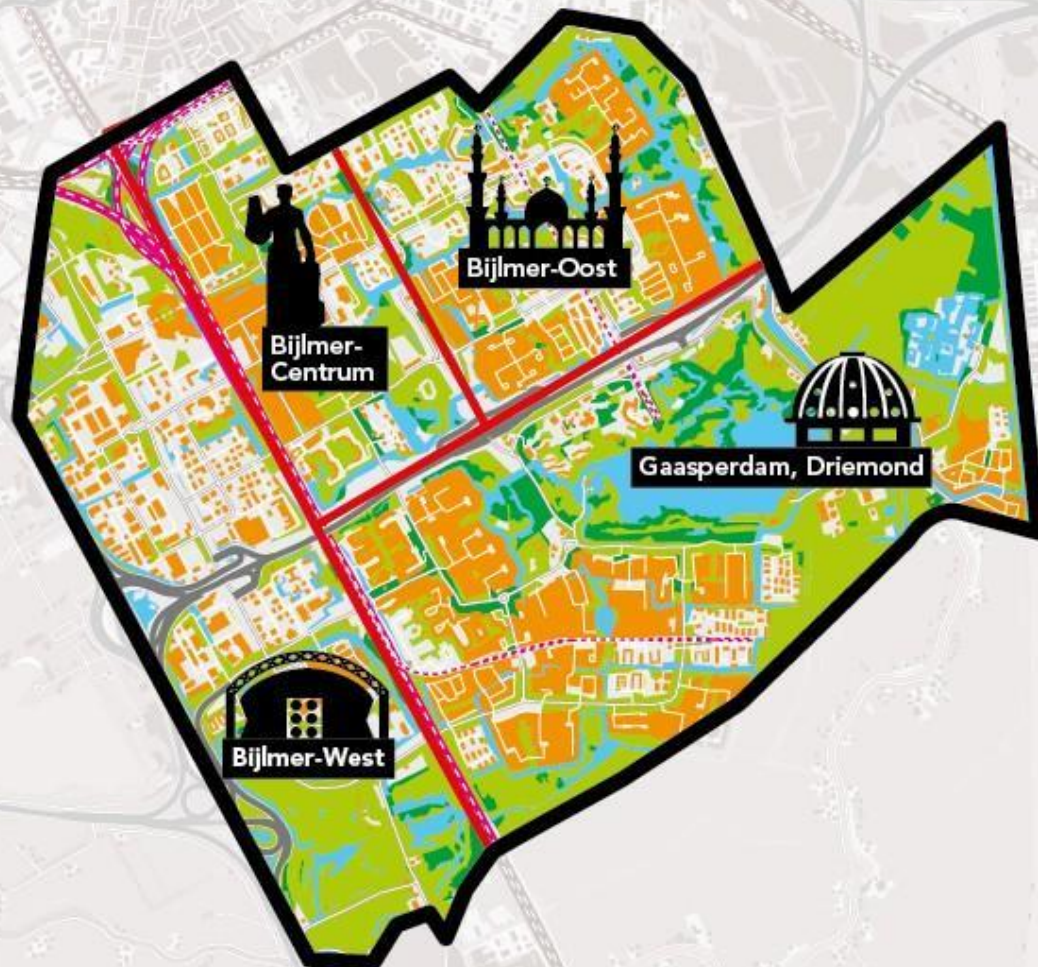 Bijlmer-Oost
Bijlmer-
Centrum
Gaasperdam, Driemond
Bijlmer-West